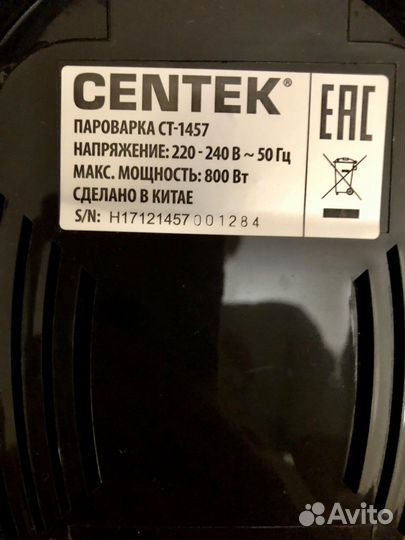 CENTEK®
EAC
ПАРОВАРКА СТ-1457
НАПРЯЖЕНИЕ: 220 - 240 В ~ 50 Гц
МАКС. МОЩНОСТЬ: 800 Вт
СДЕЛАНО В КИТАЕ
S/N: H17121457001284
Avito